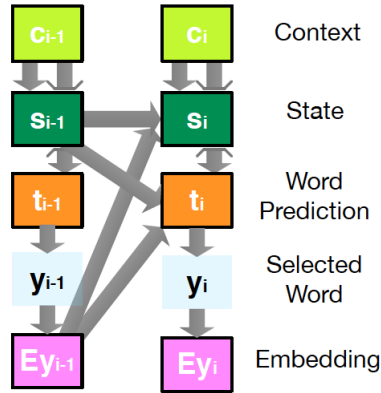 Ci-1 Ci Context
Si-1 Si State
ti-1 ti Word
Prediction
yi-1 yi Selected
Word
Eyi-1 Eyi Embedding